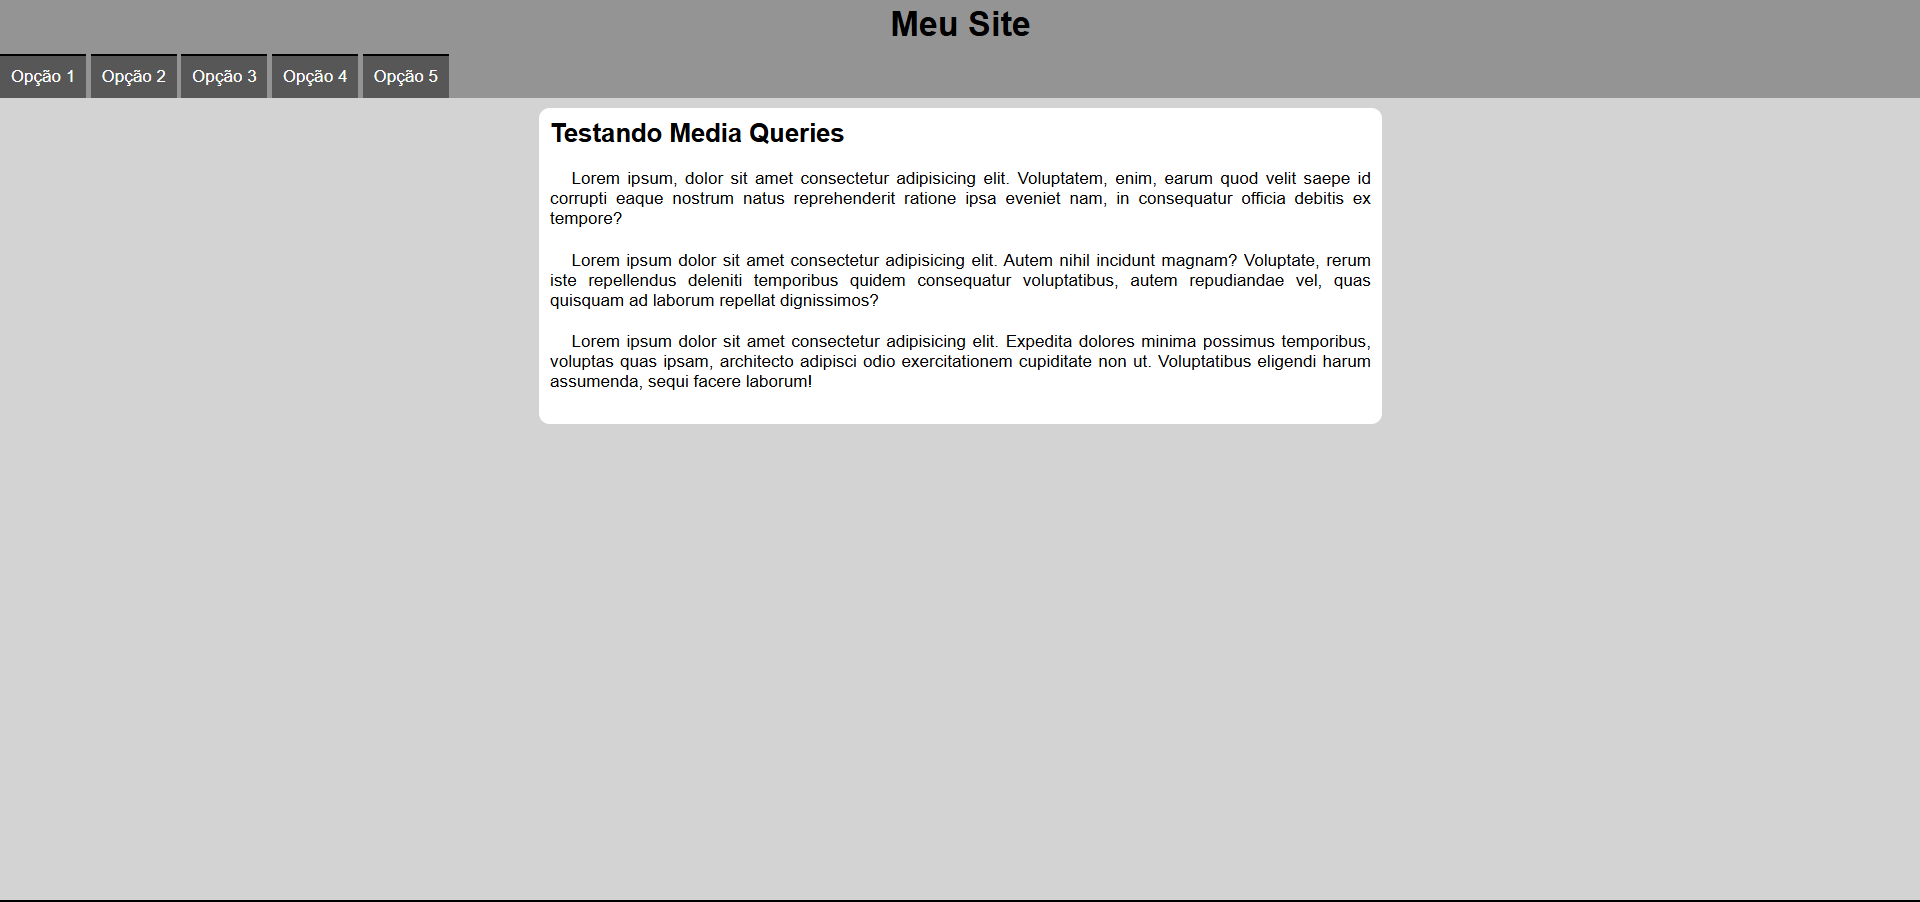 Meu Site
Opção 1 Opção 2 Opção 3 Opção 4 Opção 5
Testando Media Queries
Lorem ipsum, dolor sit amet consectetur adipisicing elit. Voluptatem, enim, earum quod velit saepe id
corrupti eaque nostrum natus reprehenderit ratione ipsa eveniet nam, in consequatur officia debitis ex
tempore?
Lorem ipsum dolor sit amet consectetur adipisicing elit. Autem nihil incidunt magnam? Voluptate, rerum
iste repellendus deleniti temporibus quidem consequatur voluptatibus, autem repudiandae vel, quas
quisquam ad laborum repellat dignissimos?
Lorem ipsum dolor sit amet consectetur adipisicing elit. Expedita dolores minima possimus temporibus,
voluptas quas ipsam, architecto adipisci odio exercitationem cupiditate non ut. Voluptatibus eligendi harum
assumenda, sequi facere laborum!